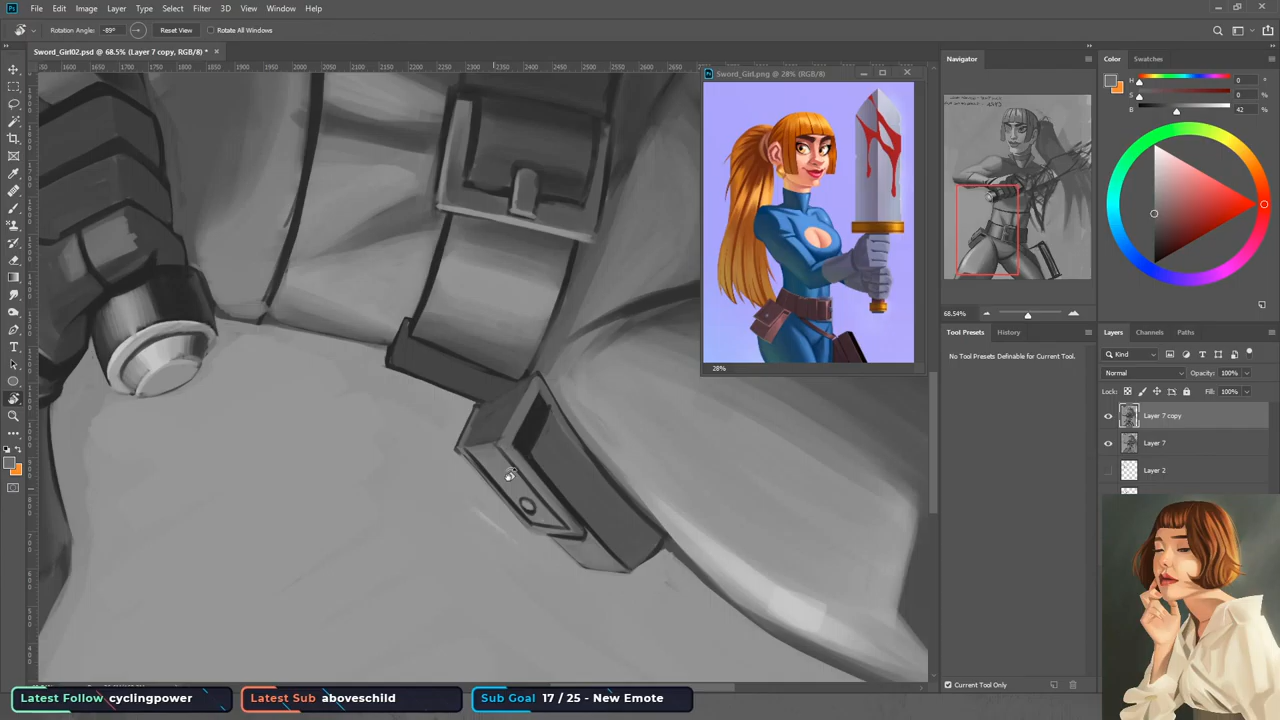 File Edit Image Layer Type Select Filter 3D View Window Help
Rotation Angle: -89° Reset View Rotate All Windows
Sword_Girl02.psd @ 68.5% (Layer 7 copy, RGB/8) *
Sword_Girl.png @ 28% (RGB/8)
28%
Navigator
68.54%
Tool Presets History
No Tool Presets Definable for Current Tool.
Current Tool Only
Color Swatches
H 0 °
S 0 %
B 42 %
Layers Channels Paths
Kind
Normal Opacity: 100%
Lock: Fill: 100%
Layer 7 copy
Layer 7
Layer 2
Latest Follow cyclingpower
Latest Sub aboveschild
Sub Goal 17 / 25 - New Emote